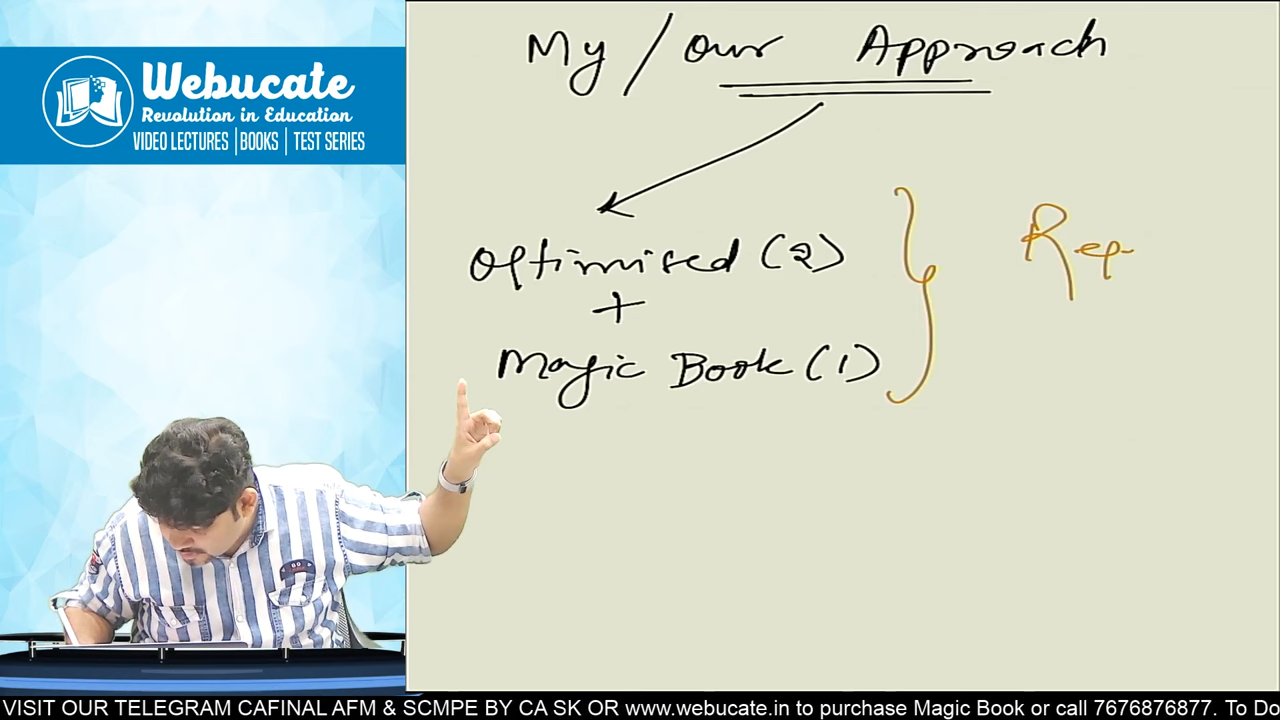 Webucate
Revolution in Education
VIDEO LECTURES | BOOKS | TEST SERIES
My / our Approach
Optimised (2)
+
Magic Book (1)
Rep
VISIT OUR TELEGRAM CAFINAL AFM & SCMPE BY CA SK OR www.webucate.in to purchase Magic Book or call 7676876877. To Do